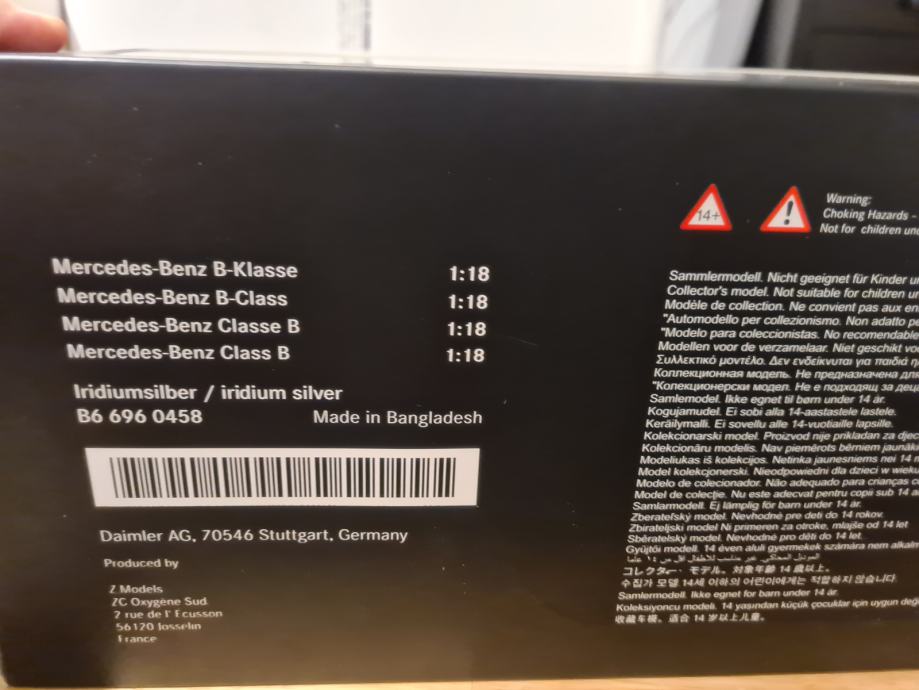 Mercedes-Benz B-Klasse 1:18
Mercedes-Benz B-Class 1:18
Mercedes-Benz Classe B 1:18
Mercedes-Benz Class B 1:18
Iridiumsilber / iridium silver
B6 696 0458 Made in Bangladesh
Daimler AG, 70546 Stuttgart, Germany
Produced by
Z Models
ZC Oxygène Sud
2 rue de l' Ecusson
56120 Josselin
France
14+
Warning:
Choking Hazards -
Not for children
Sammlermodell. Nicht geeignet für Kinder
Collector's model. Not suitable for children
Modèle de collection. Ne convient pas aux
"Automodello per collezionismo. Non adatto
"Modelo para coleccionistas. No recomendable
Modellen voor de verzamelaar. Niet geschikt
Συλλεκτικό μοντέλο. Δεν ενδείκνυται για παιδιά
Коллекционная модель. Не предназначена для
"Колекционерски модел. Не е подходящ за
Samlemodel. Ikke egnet til børn under 14 år.
Kogujamudel. Ei sobi alla 14-aastastele lastele.
Keräilymalli. Ei sovellu alle 14-vuotiaille lapsille.
Kolekcionarski model. Proizvod nije prikladan za
Kolekcionāru modelis. Nav piemērots bērniem
Modeliukas iš kolekcijos. Netinka jaunesniems nei 14
Model kolekcjonerski. Nieodpowiedni dla dzieci w
Modelo de colecionador. Não adequado para crianças
Model de colecţie. Nu este adecvat pentru copii sub 14
Samlarmodell. Ej lämplig för barn under 14 år.
Zberateľský model. Nevhodné pre deti do 14 rokov.
Zbirateljski model Ni primeren za otroke, mlajše od 14 let
Sběratelský model. Nevhodné pro děti do 14 let.
Gyűjtői modell. 14 éven aluli gyermekek számára nem
コレクター・モデル。対象年齢 14 歳以上。
수집가 모델 14세 이하의 어린이에게는 적합하지 않습니다.
Samlermodell. Ikke egnet for barn under 14 år.
Koleksiyoncu modeli. 14 yaşından küçük çocuklar için uygun
收藏车模。适合 14 岁以上儿童。